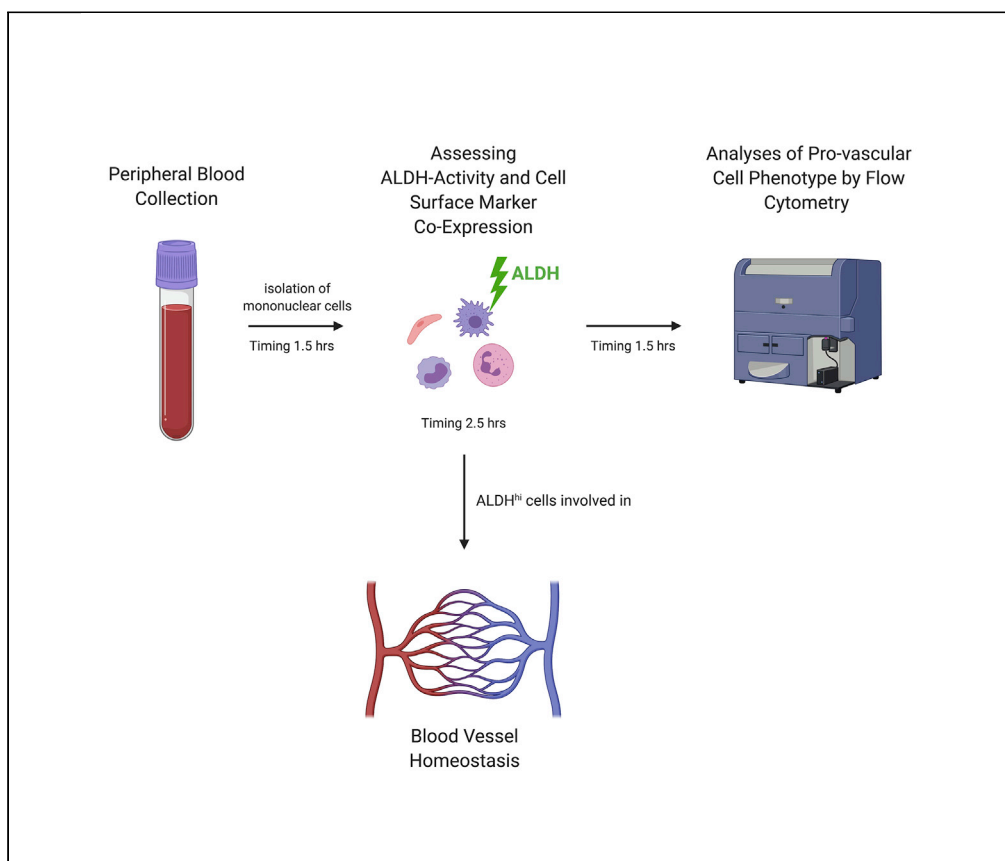 Peripheral Blood
Collection
isolation of
mononuclear cells
Timing 1.5 hrs
Assessing
ALDH-Activity and Cell
Surface Marker
Co-Expression
ALDH
Timing 2.5 hrs
Timing 1.5 hrs
Analyses of Pro-vascular
Cell Phenotype by Flow
Cytometry
ALDHʰⁱ cells involved in
Blood Vessel
Homeostasis